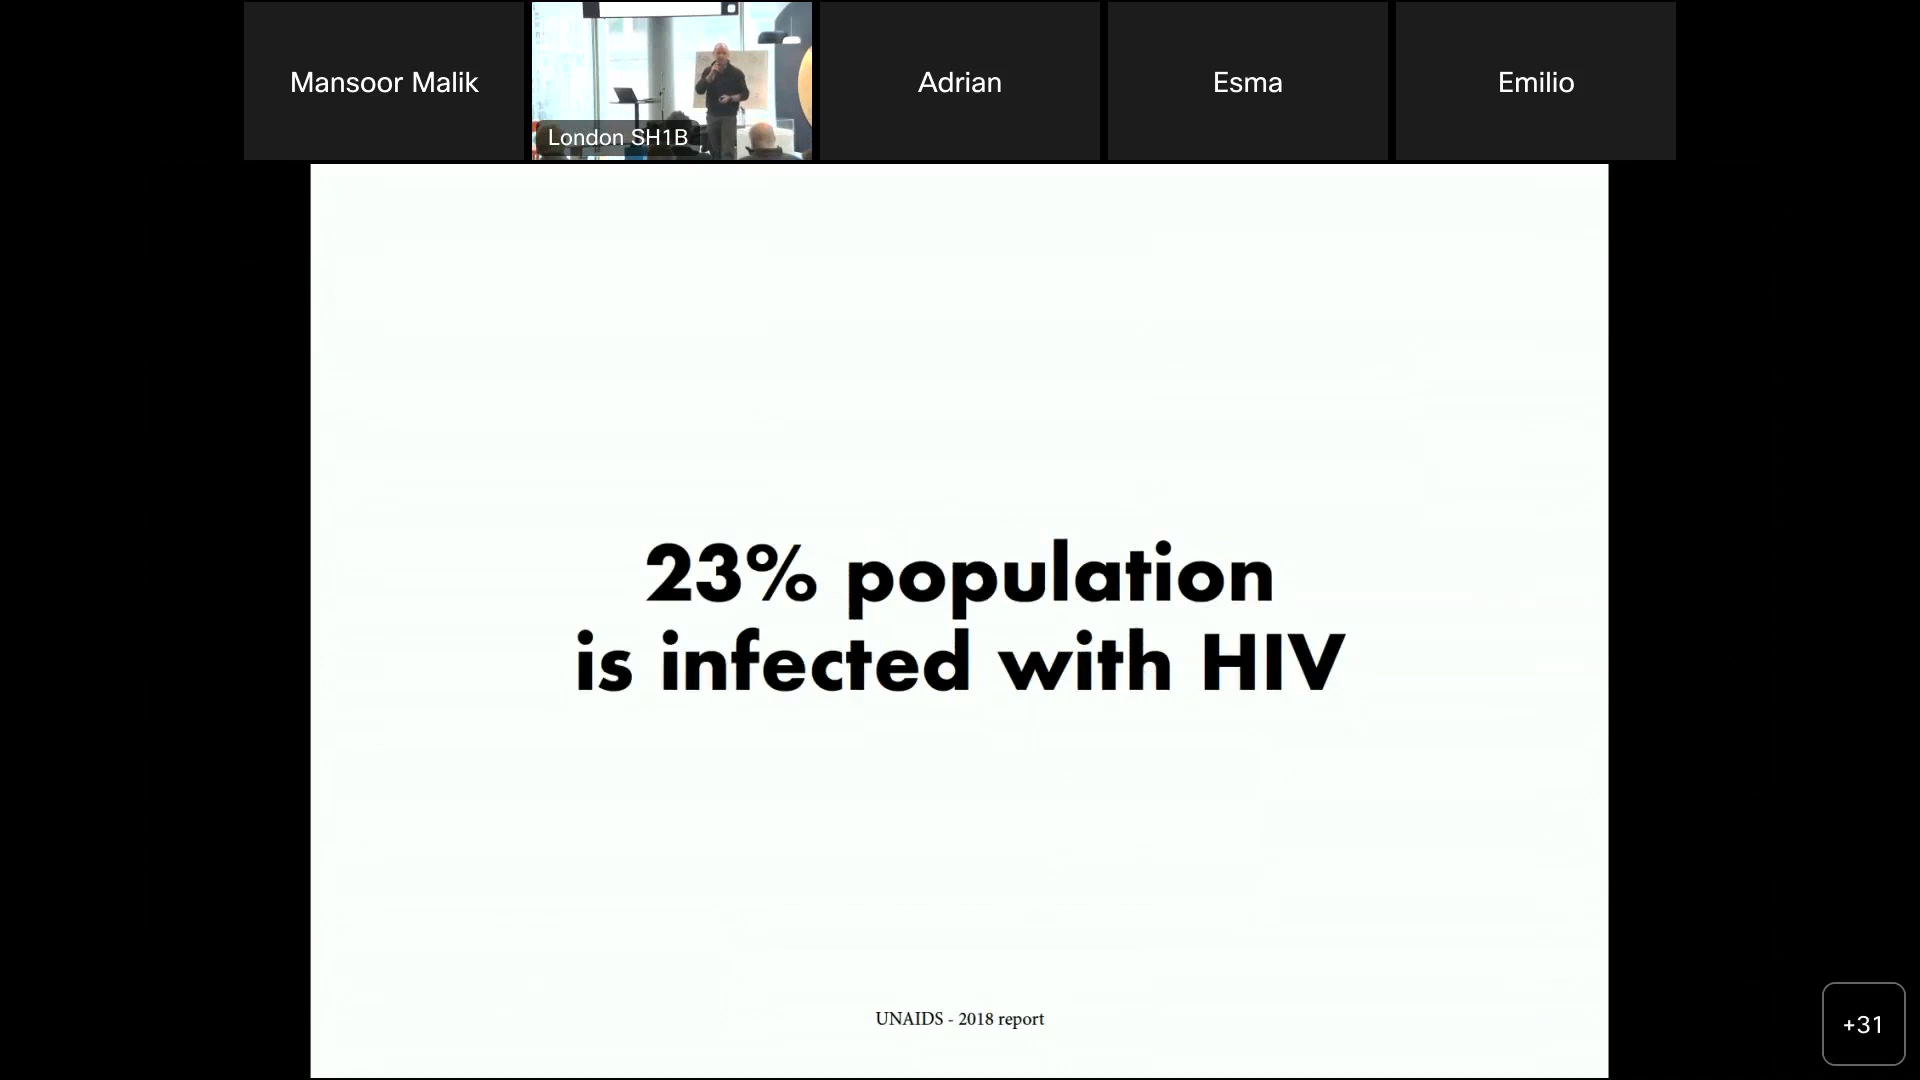 Mansoor Malik
London SH1B
Adrian
Esma
Emilio
23% population
is infected with HIV
UNAIDS - 2018 report
+31